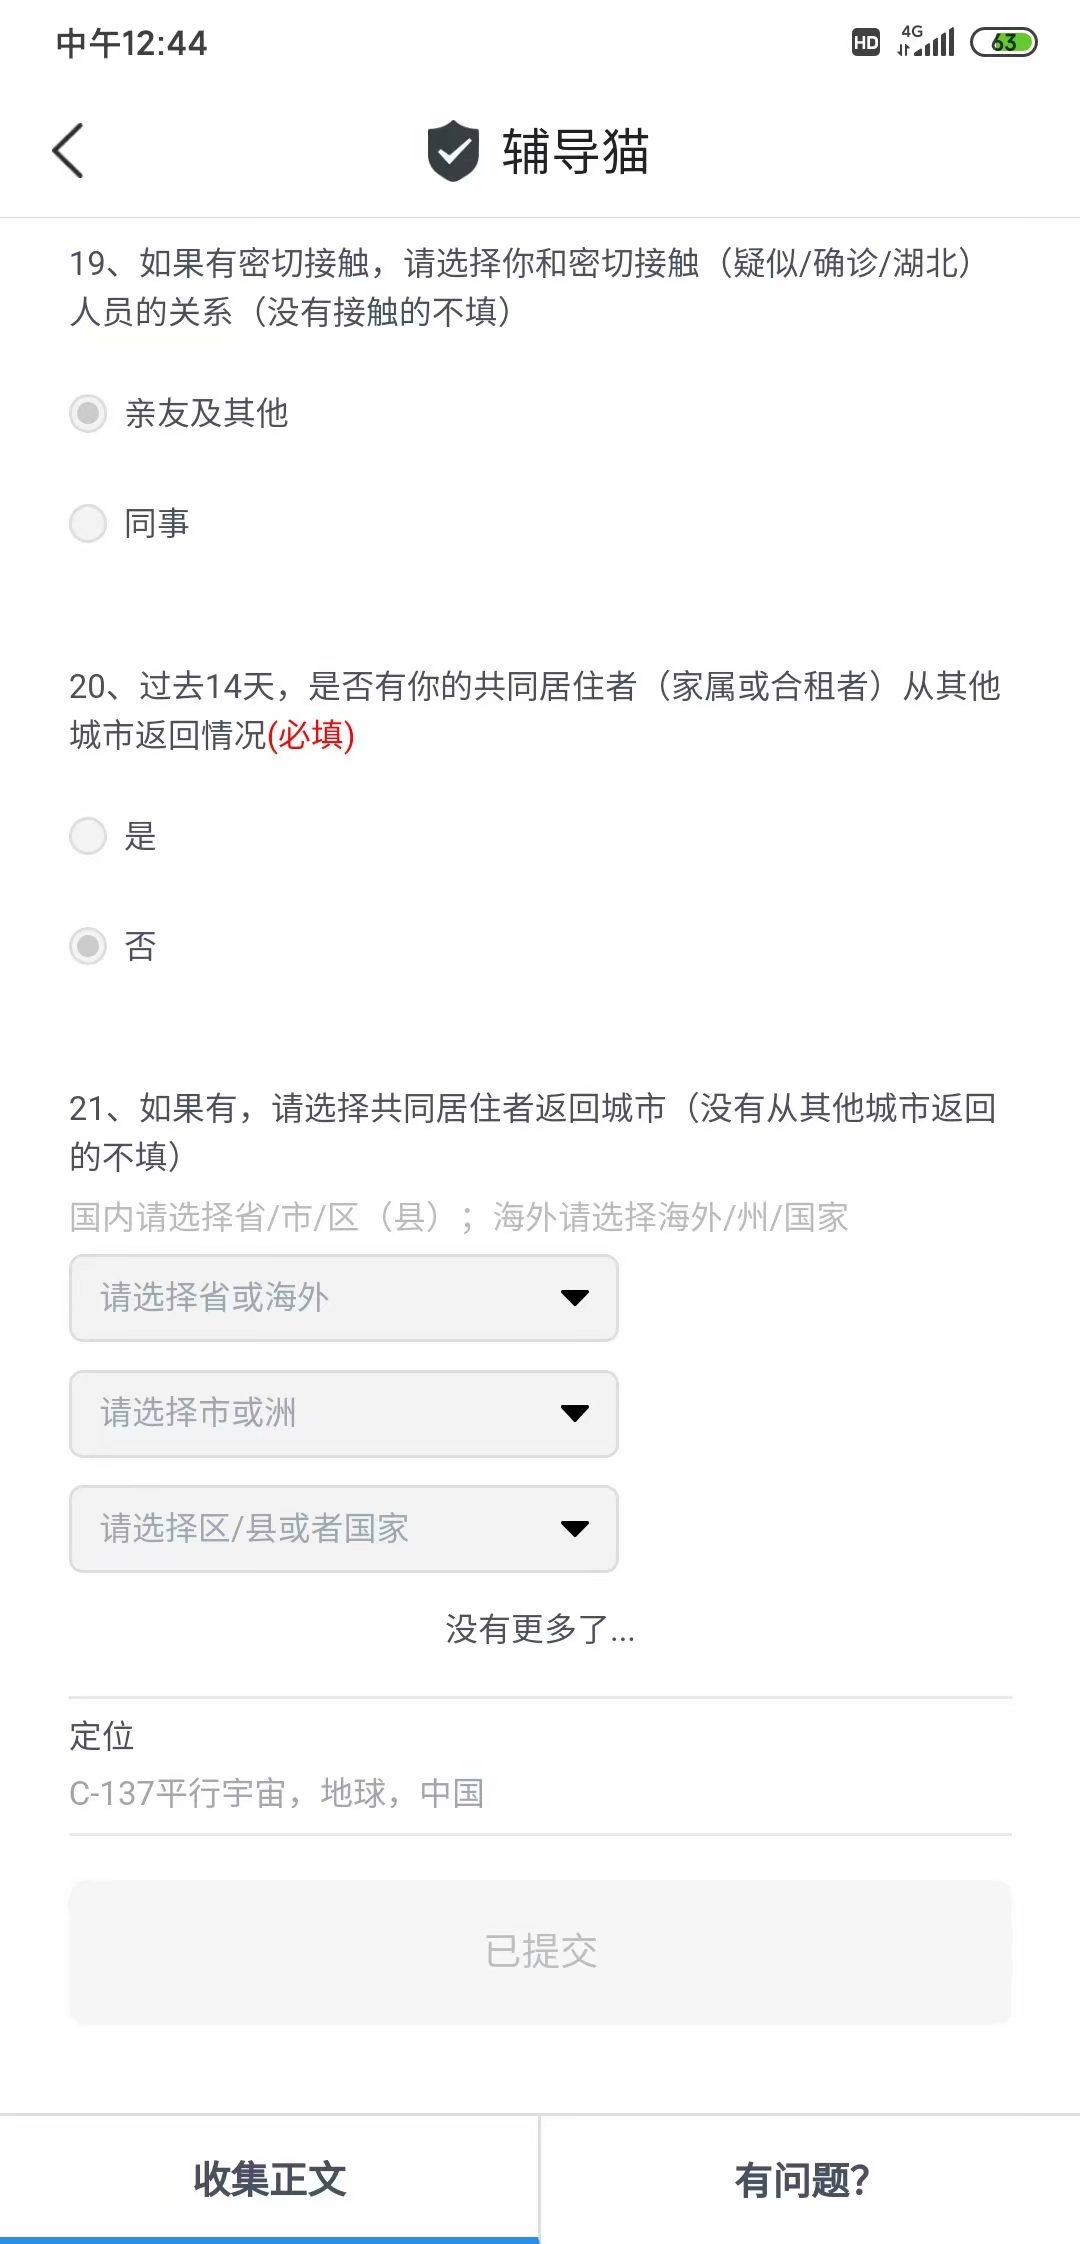 中午12:44
HD 4G 63
辅导猫
19、如果有密切接触，请选择你和密切接触（疑似/确诊/湖北）
人员的关系（没有接触的不填）
亲友及其他
同事
20、过去14天，是否有你的共同居住者（家属或合租者）从其他
城市返回情况(必填)
是
否
21、如果有，请选择共同居住者返回城市（没有从其他城市返回
的不填）
国内请选择省/市/区（县）；海外请选择海外/州/国家
请选择省或海外
请选择市或洲
请选择区/县或者国家
没有更多了...
定位
C-137平行宇宙，地球，中国
已提交
收集正文
有问题?